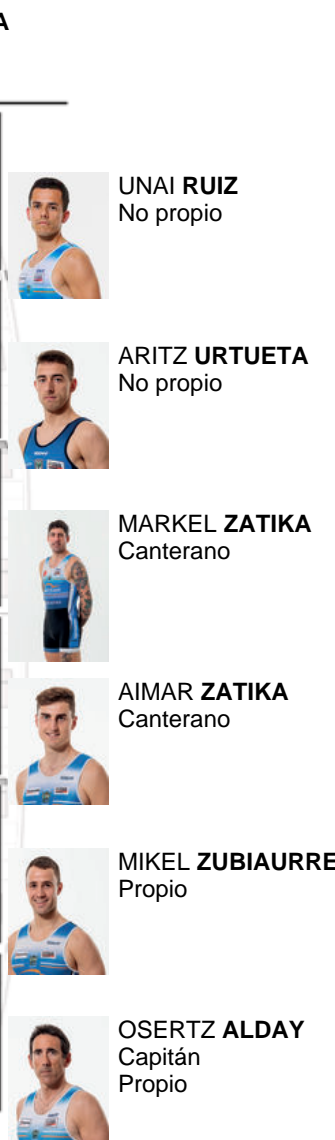 A
UNAI RUIZ
No propio
ARITZ URTUETA
No propio
MARKEL ZATIKA
Canterano
AIMAR ZATIKA
Canterano
MIKEL ZUBIAURRE
Propio
OSERTZ ALDAY
Capitán
Propio